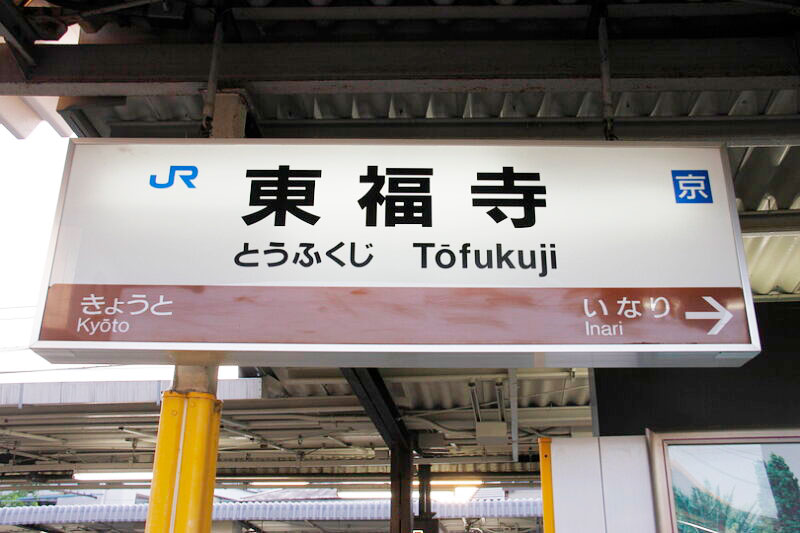 JR 東福寺 京
とうふくじ Tōfukuji
きょうと いなり →
Kyōto Inari